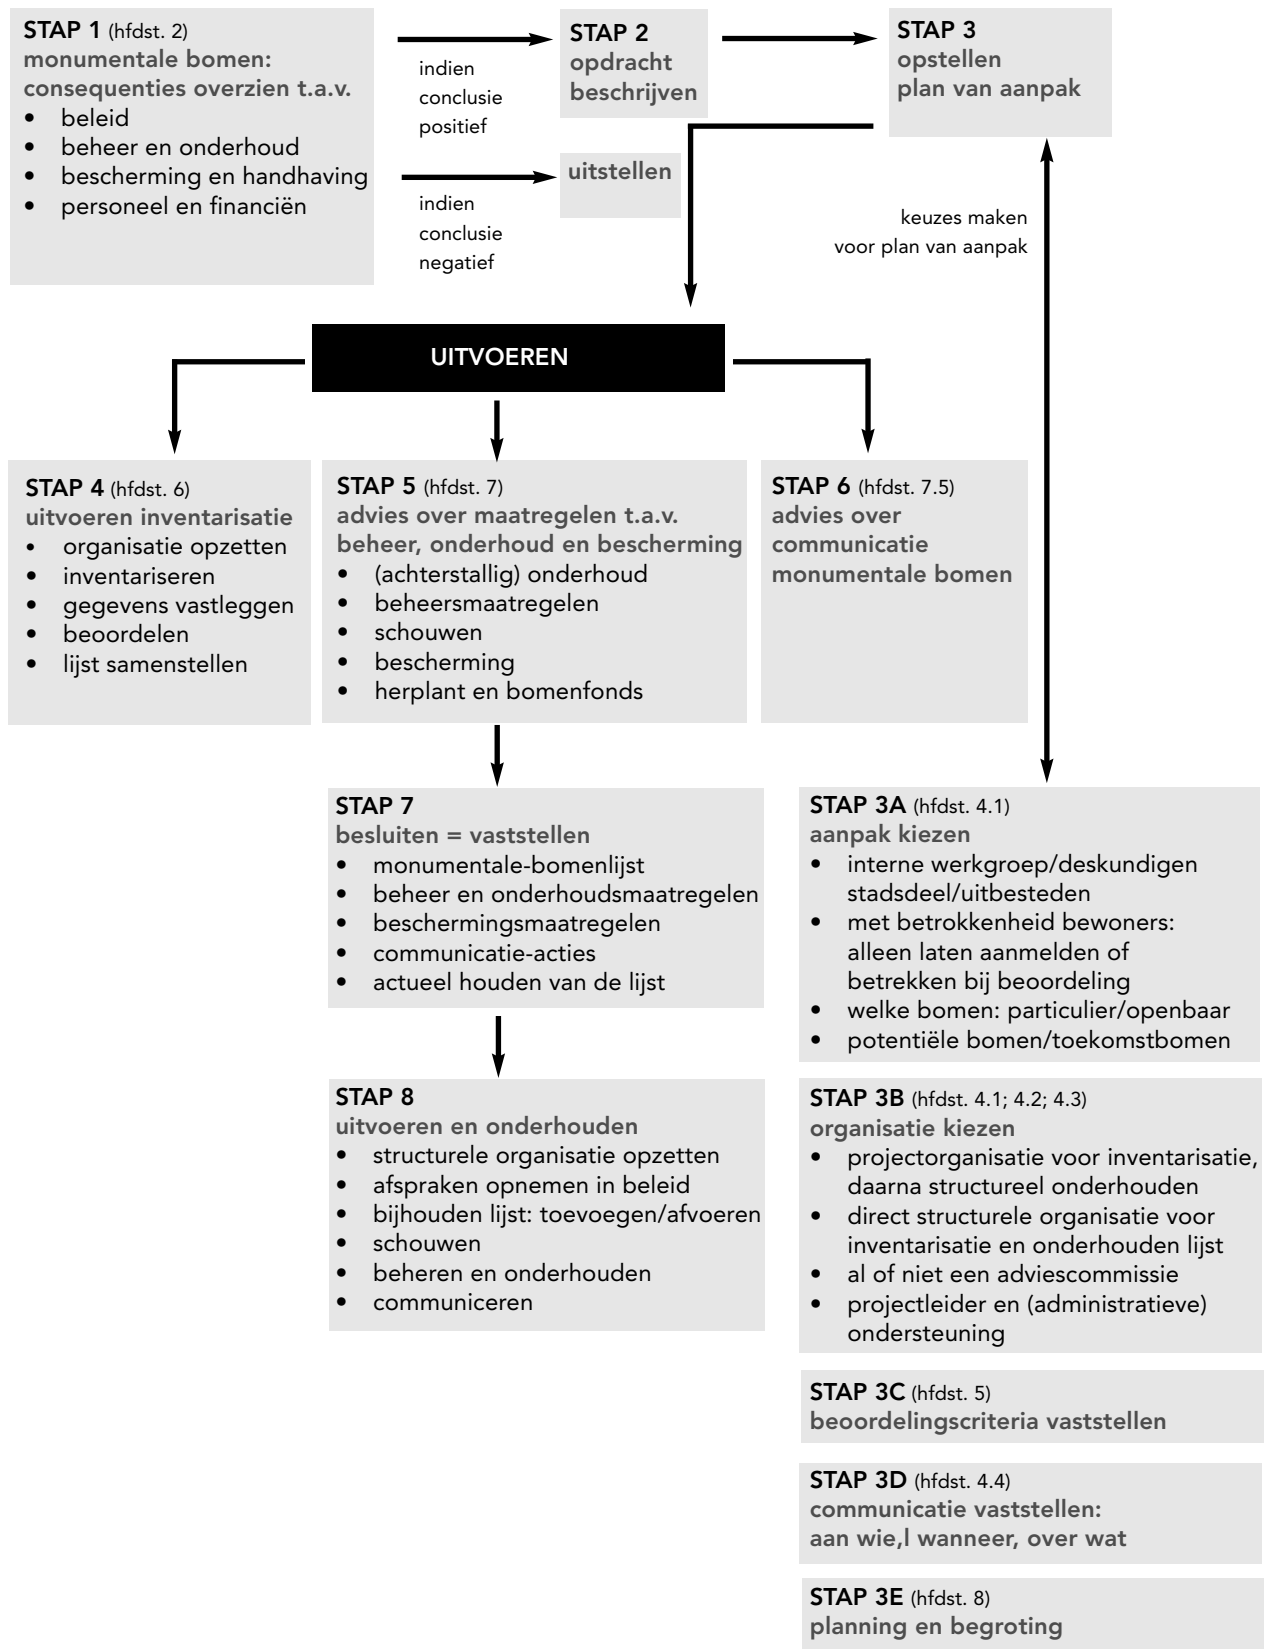 STAP 1 (hfdst. 2)
monumentale bomen:
consequenties overzien t.a.v.
• beleid
• beheer en onderhoud
• bescherming en handhaving
• personeel en financiën
indien
conclusie
positief
indien
conclusie
negatief
STAP 2
opdracht
beschrijven
uitstellen
STAP 3
opstellen
plan van aanpak
keuzes maken
voor plan van aanpak
UITVOEREN
STAP 4 (hfdst. 6)
uitvoeren inventarisatie
• organisatie opzetten
• inventariseren
• gegevens vastleggen
• beoordelen
• lijst samenstellen
STAP 5 (hfdst. 7)
advies over maatregelen t.a.v.
beheer, onderhoud en bescherming
• (achterstallig) onderhoud
• beheersmaatregelen
• schouwen
• bescherming
• herplant en bomenfonds
STAP 6 (hfdst. 7.5)
advies over
communicatie
monumentale bomen
STAP 7
besluiten = vaststellen
• monumentale-bomenlijst
• beheer en onderhoudsmaatregelen
• beschermingsmaatregelen
• communicatie-acties
• actueel houden van de lijst
STAP 8
uitvoeren en onderhouden
• structurele organisatie opzetten
• afspraken opnemen in beleid
• bijhouden lijst: toevoegen/afvoeren
• schouwen
• beheren en onderhouden
• communiceren
STAP 3A (hfdst. 4.1)
aanpak kiezen
• interne werkgroep/deskundigen
stadsdeel/uitbesteden
• met betrokkenheid bewoners:
alleen laten aanmelden of
betrekken bij beoordeling
• welke bomen: particulier/openbaar
• potentiële bomen/toekomstbomen
STAP 3B (hfdst. 4.1; 4.2; 4.3)
organisatie kiezen
• projectorganisatie voor inventarisatie,
daarna structureel onderhouden
• direct structurele organisatie voor
inventarisatie en onderhouden lijst
• al of niet een adviescommissie
• projectleider en (administratieve)
ondersteuning
STAP 3C (hfdst. 5)
beoordelingscriteria vaststellen
STAP 3D (hfdst. 4.4)
communicatie vaststellen:
aan wie,l wanneer, over wat
STAP 3E (hfdst. 8)
planning en begroting